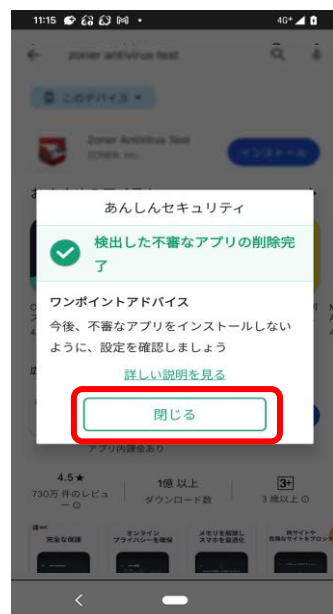 11:15
4G+
zoner antivirus test
このデバイス
Zoner AntiVirus Test
ZONER, Inc.
インストール
あんしんセキュリティ
検出した不審なアプリの削除完
了
ワンポイントアドバイス
今後、不審なアプリをインストールしない
ように、設定を確認しましょう
詳しい説明を見る
閉じる
アプリ内課金あり
4.5★
1億 以上
3+
730万 件のレビュ
ー
ダウンロード数
3 歳以上
完全な保護
オンライン
プライバシーを確保
メモリを解放し
スマホを最適化